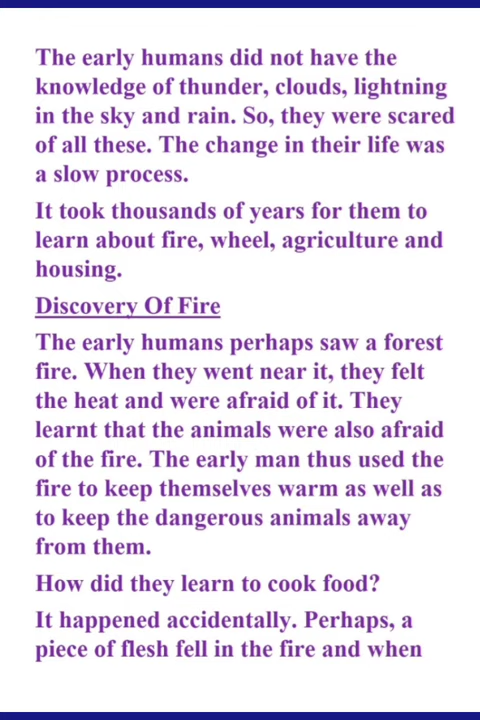 The early humans did not have the
knowledge of thunder, clouds, lightning
in the sky and rain. So, they were scared
of all these. The change in their life was
a slow process.
It took thousands of years for them to
learn about fire, wheel, agriculture and
housing.
Discovery Of Fire
The early humans perhaps saw a forest
fire. When they went near it, they felt
the heat and were afraid of it. They
learnt that the animals were also afraid
of the fire. The early man thus used the
fire to keep themselves warm as well as
to keep the dangerous animals away
from them.
How did they learn to cook food?
It happened accidentally. Perhaps, a
piece of flesh fell in the fire and when